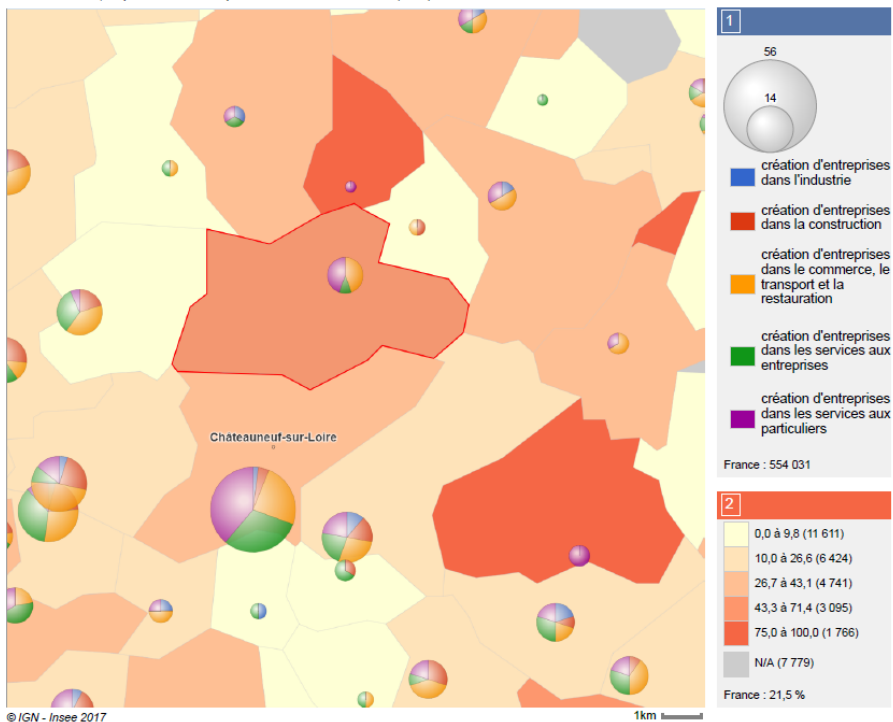 1
56
14
création d'entreprises
dans l'industrie
création d'entreprises
dans la construction
création d'entreprises
dans le commerce, le
transport et la
restauration
création d'entreprises
dans les services aux
entreprises
création d'entreprises
dans les services aux
particuliers
France : 554 031
Châteauneuf-sur-Loire
2
0,0 à 9,8 (11 611)
10,0 à 26,6 (6 424)
26,7 à 43,1 (4 741)
43,3 à 71,4 (3 095)
75,0 à 100,0 (1 766)
N/A (7 779)
France : 21,5 %
© IGN - Insee 2017
1km